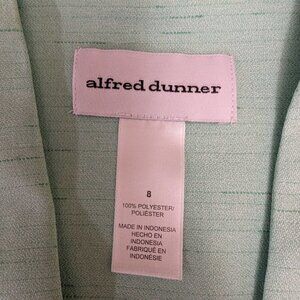 alfred dunner
8
100% POLYESTER/
POLIÉSTER
MADE IN INDONESIA
HECHO EN
INDONESIA
FABRIQUÉ EN
INDONÉSIE